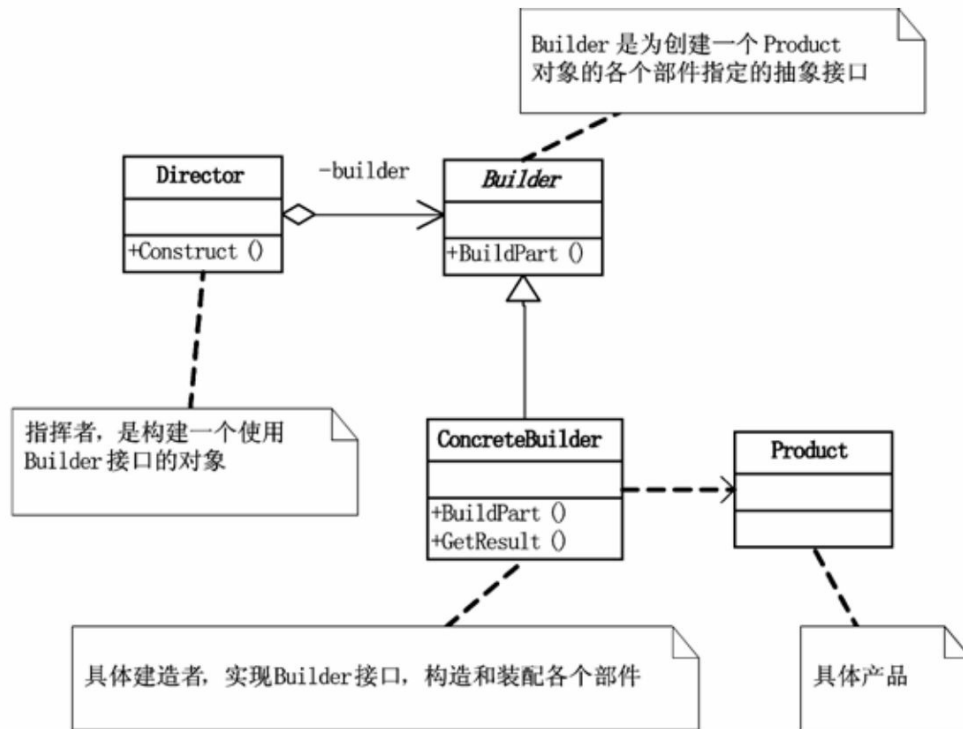 Builder 是为创建一个 Product
对象的各个部件指定的抽象接口
Director
-builder
Builder
+Construct ()
+BuildPart ()
指挥者，是构建一个使用
Builder 接口的对象
ConcreteBuilder
Product
+BuildPart ()
+GetResult ()
具体建造者，实现Builder 接口，构造和装配各个部件
具体产品